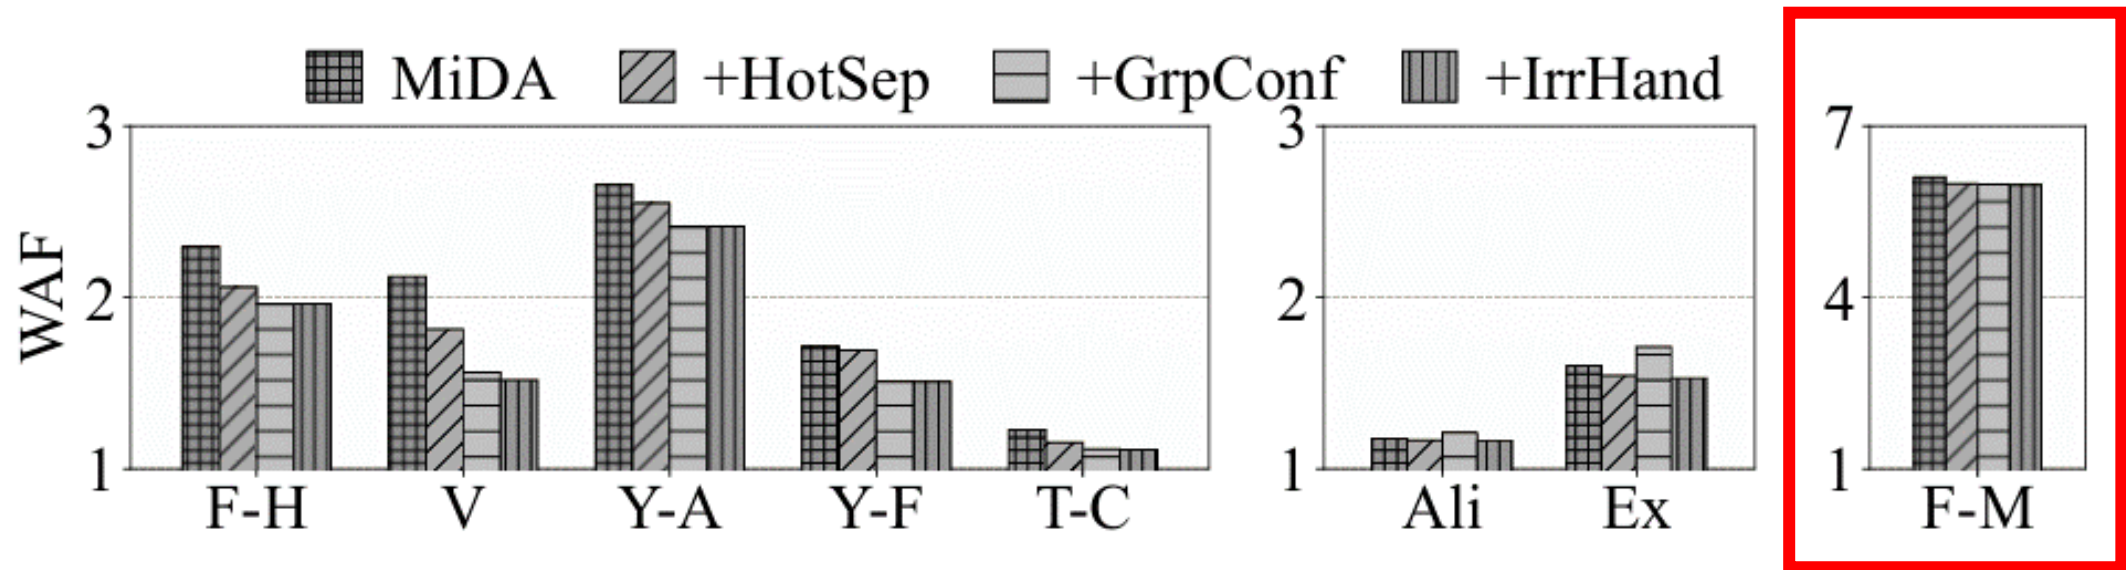 MiDA +HotSep +GrpConf +IrrHand
WAF
3
2
1
F-H V Y-A Y-F T-C
3
2
1
Ali Ex
7
4
1
F-M